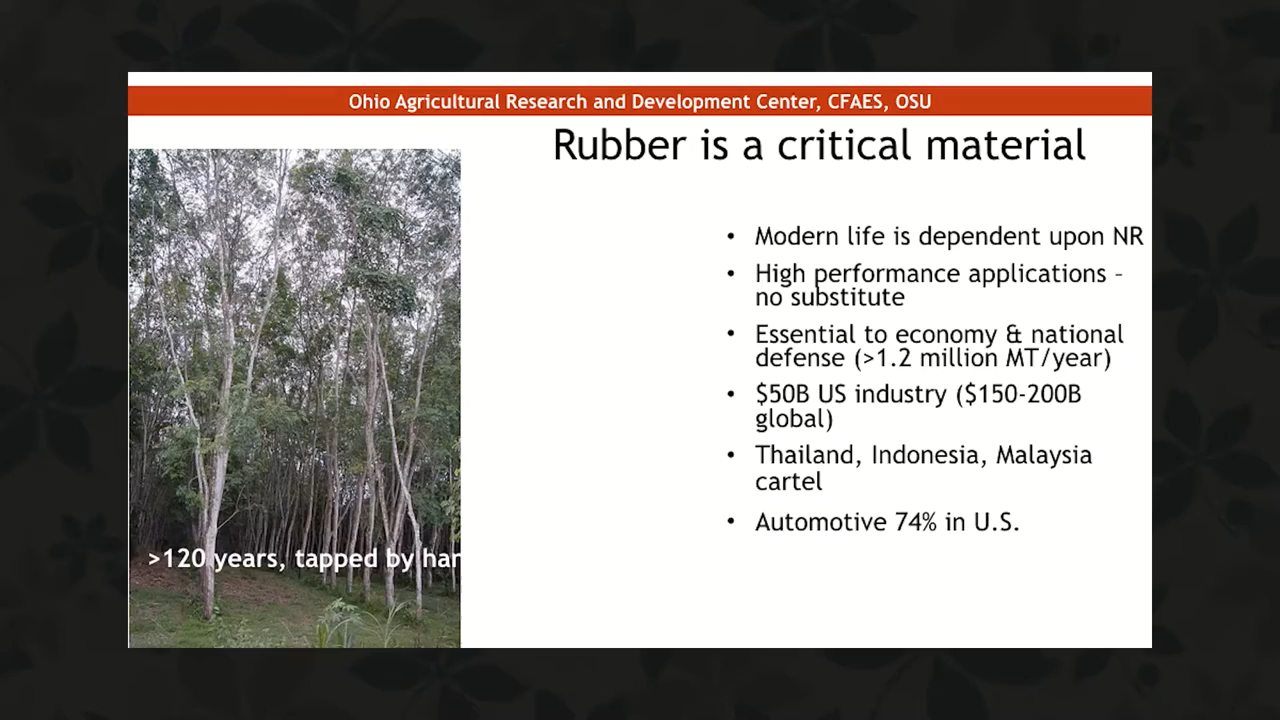 Ohio Agricultural Research and Development Center, CFAES, OSU
Rubber is a critical material
• Modern life is dependent upon NR
• High performance applications –
no substitute
• Essential to economy & national
defense (>1.2 million MT/year)
• $50B US industry ($150-200B
global)
• Thailand, Indonesia, Malaysia
cartel
• Automotive 74% in U.S.
>120 years, tapped by